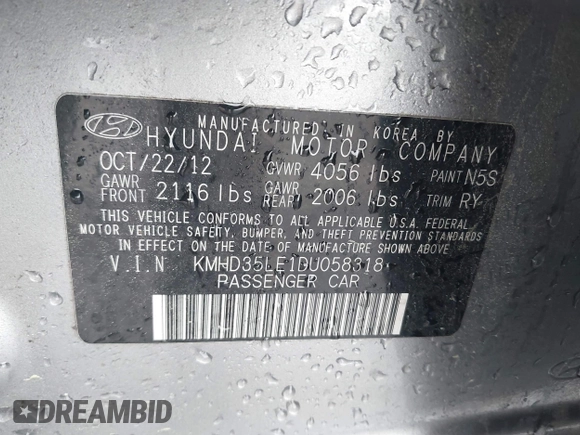 MANUFACTURED IN KOREA BY
HYUNDAI MOTOR COMPANY
OCT/22/12 GVWR 4056 lbs PAINT N5S
GAWR FRONT 2116 lbs GAWR REAR 2006 lbs TRIM RY
THIS VEHICLE CONFORMS TO ALL APPLICABLE U.S.A. FEDERAL
MOTOR VEHICLE SAFETY, BUMPER, AND THEFT PREVENTION STANDARDS
IN EFFECT ON THE DATE OF MANUFACTURE SHOWN ABOVE.
V.I.N KMHD35LE1DU058318
PASSENGER CAR
DREAMBID